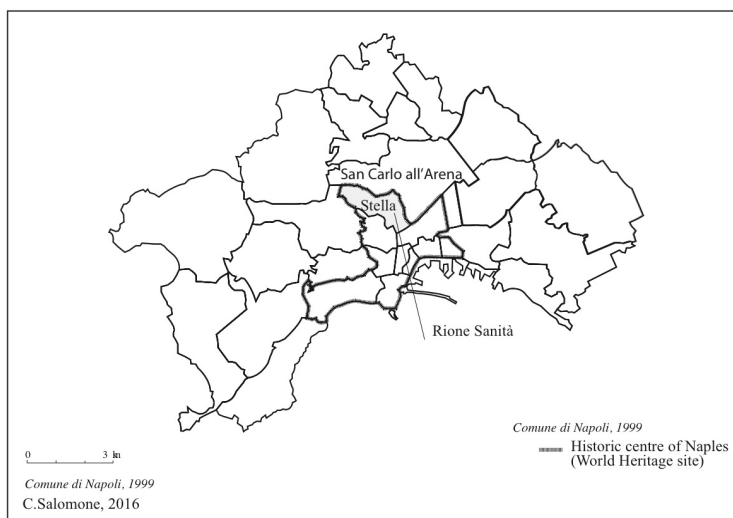 San Carlo all'Arena
Stella
Rione Sanità
Comune di Napoli, 1999
Historic centre of Naples
(World Heritage site)
0 3 km
Comune di Napoli, 1999
C.Salomone, 2016